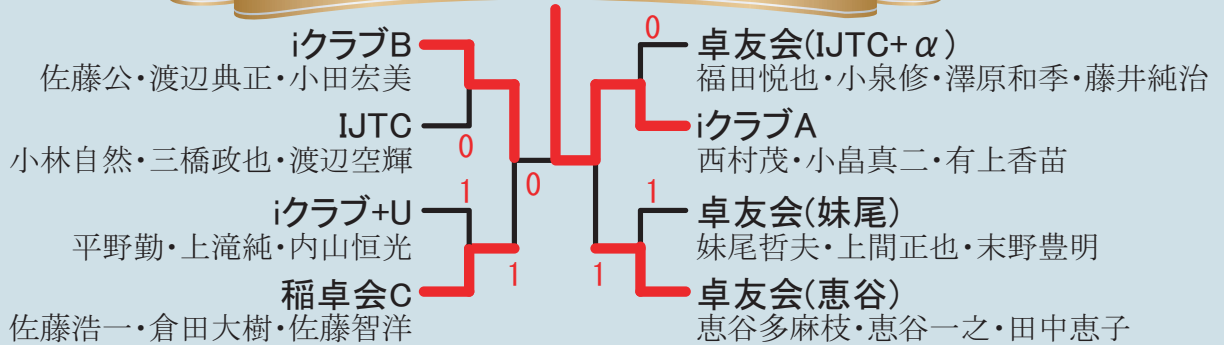 iクラブB
佐藤公・渡辺典正・小田宏美
IJTC
0
小林自然・三橋政也・渡辺空輝
1
iクラブ+U
平野勤・上滝純・内山恒光
稲卓会C
1
佐藤浩一・倉田大樹・佐藤智洋
0
0
卓友会(IJTC+α)
福田悦也・小泉修・澤原和季・藤井純治
iクラブA
西村茂・小畠真二・有上香苗
1
卓友会(妹尾)
妹尾哲夫・上間正也・末野豊明
1
卓友会(恵谷)
恵谷多麻枝・恵谷一之・田中恵子